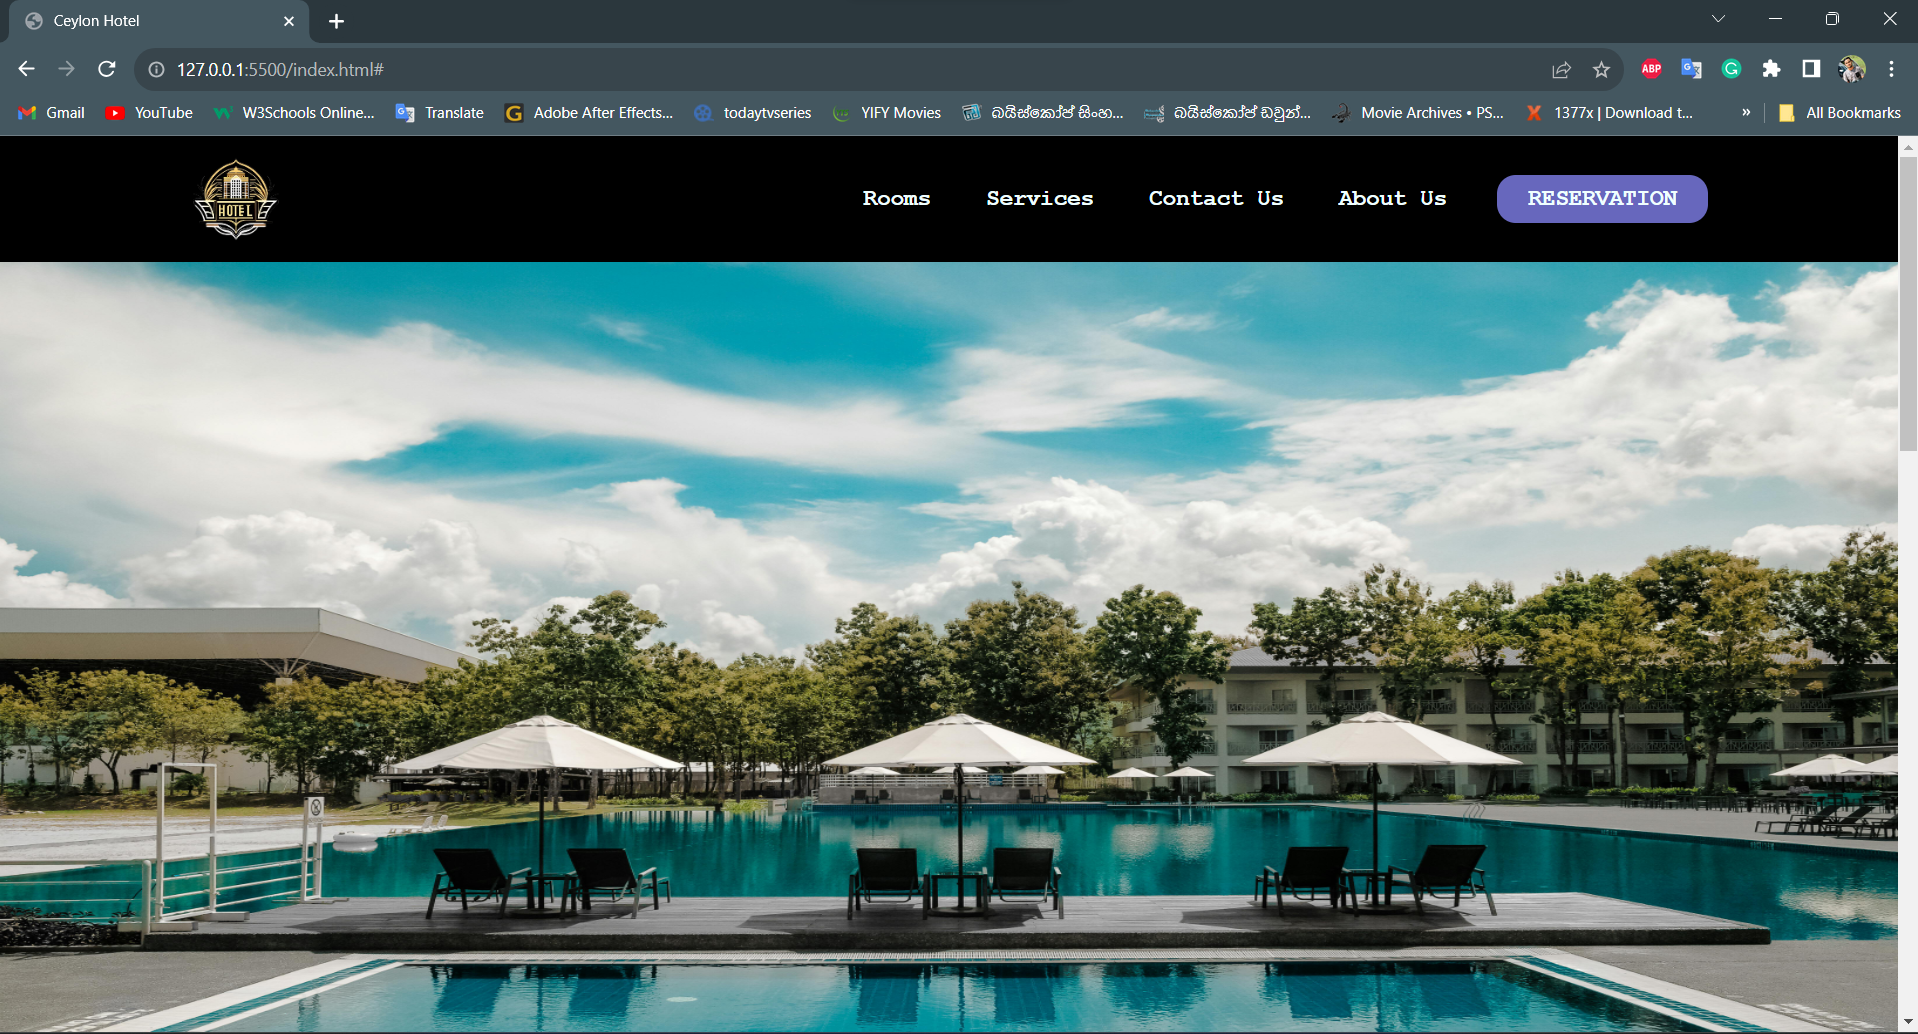 Ceylon Hotel
127.0.0.1:5500/index.html#
ABP
Gmail
YouTube
W3Schools Online...
Translate
Adobe After Effects...
todaytvseries
YIFY Movies
බයිස්කෝප් සිංහ...
බයිස්කෝප් ඩවුන්...
Movie Archives • PS...
1377x | Download t...
»
All Bookmarks
HOTEL
Rooms
Services
Contact Us
About Us
RESERVATION